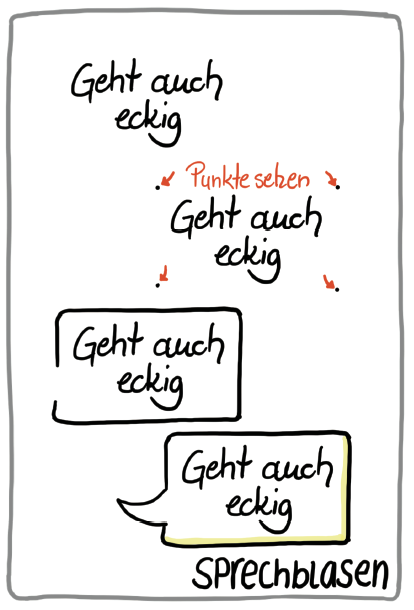 Geht auch
eckig
Punkte setzen
Geht auch
eckig
Geht auch
eckig
Geht auch
eckig
SPRechblasen